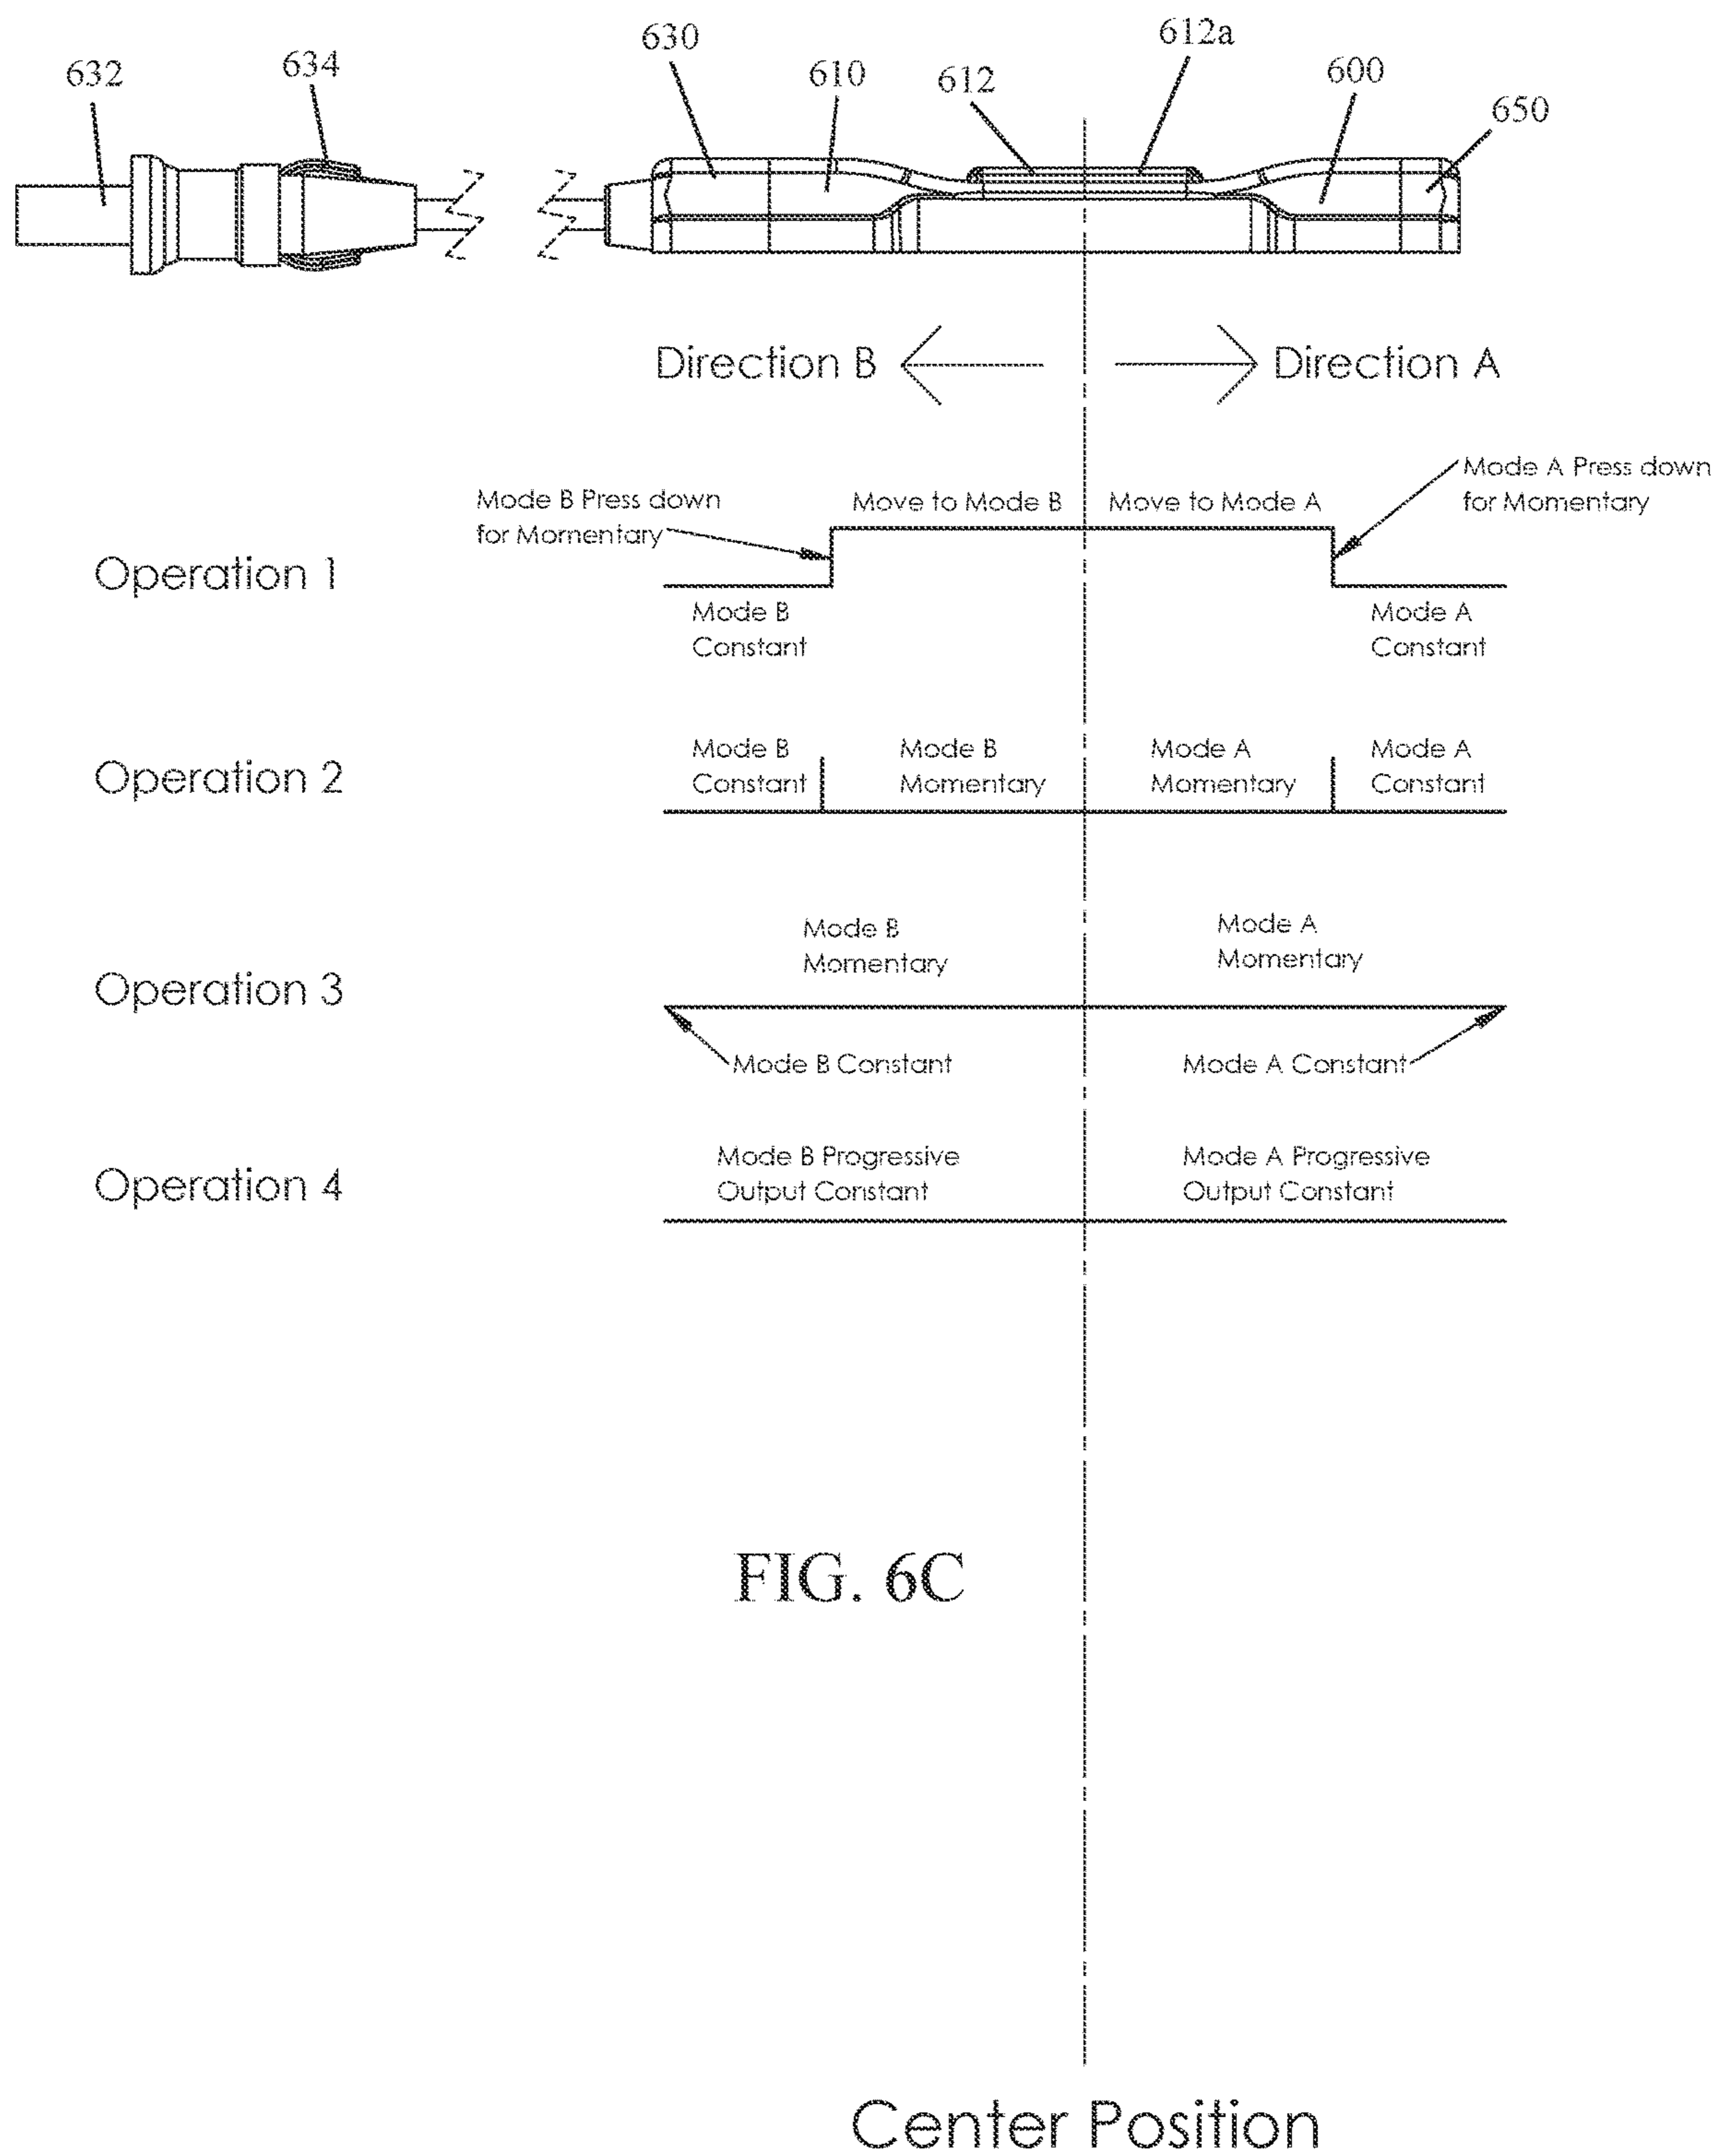 632
634
630
610
612
612a
600
650
Direction B
Direction A
Mode B Press down
for Momentary
Move to Mode B
Move to Mode A
Mode A Press down
for Momentary
Operation 1
Mode B
Constant
Mode A
Constant
Operation 2
Mode B
Constant
Mode B
Momentary
Mode A
Momentary
Mode A
Constant
Operation 3
Mode B
Momentary
Mode A
Momentary
Mode B Constant
Mode A Constant
Operation 4
Mode B Progressive
Output Constant
Mode A Progressive
Output Constant
FIG. 6C
Center Position